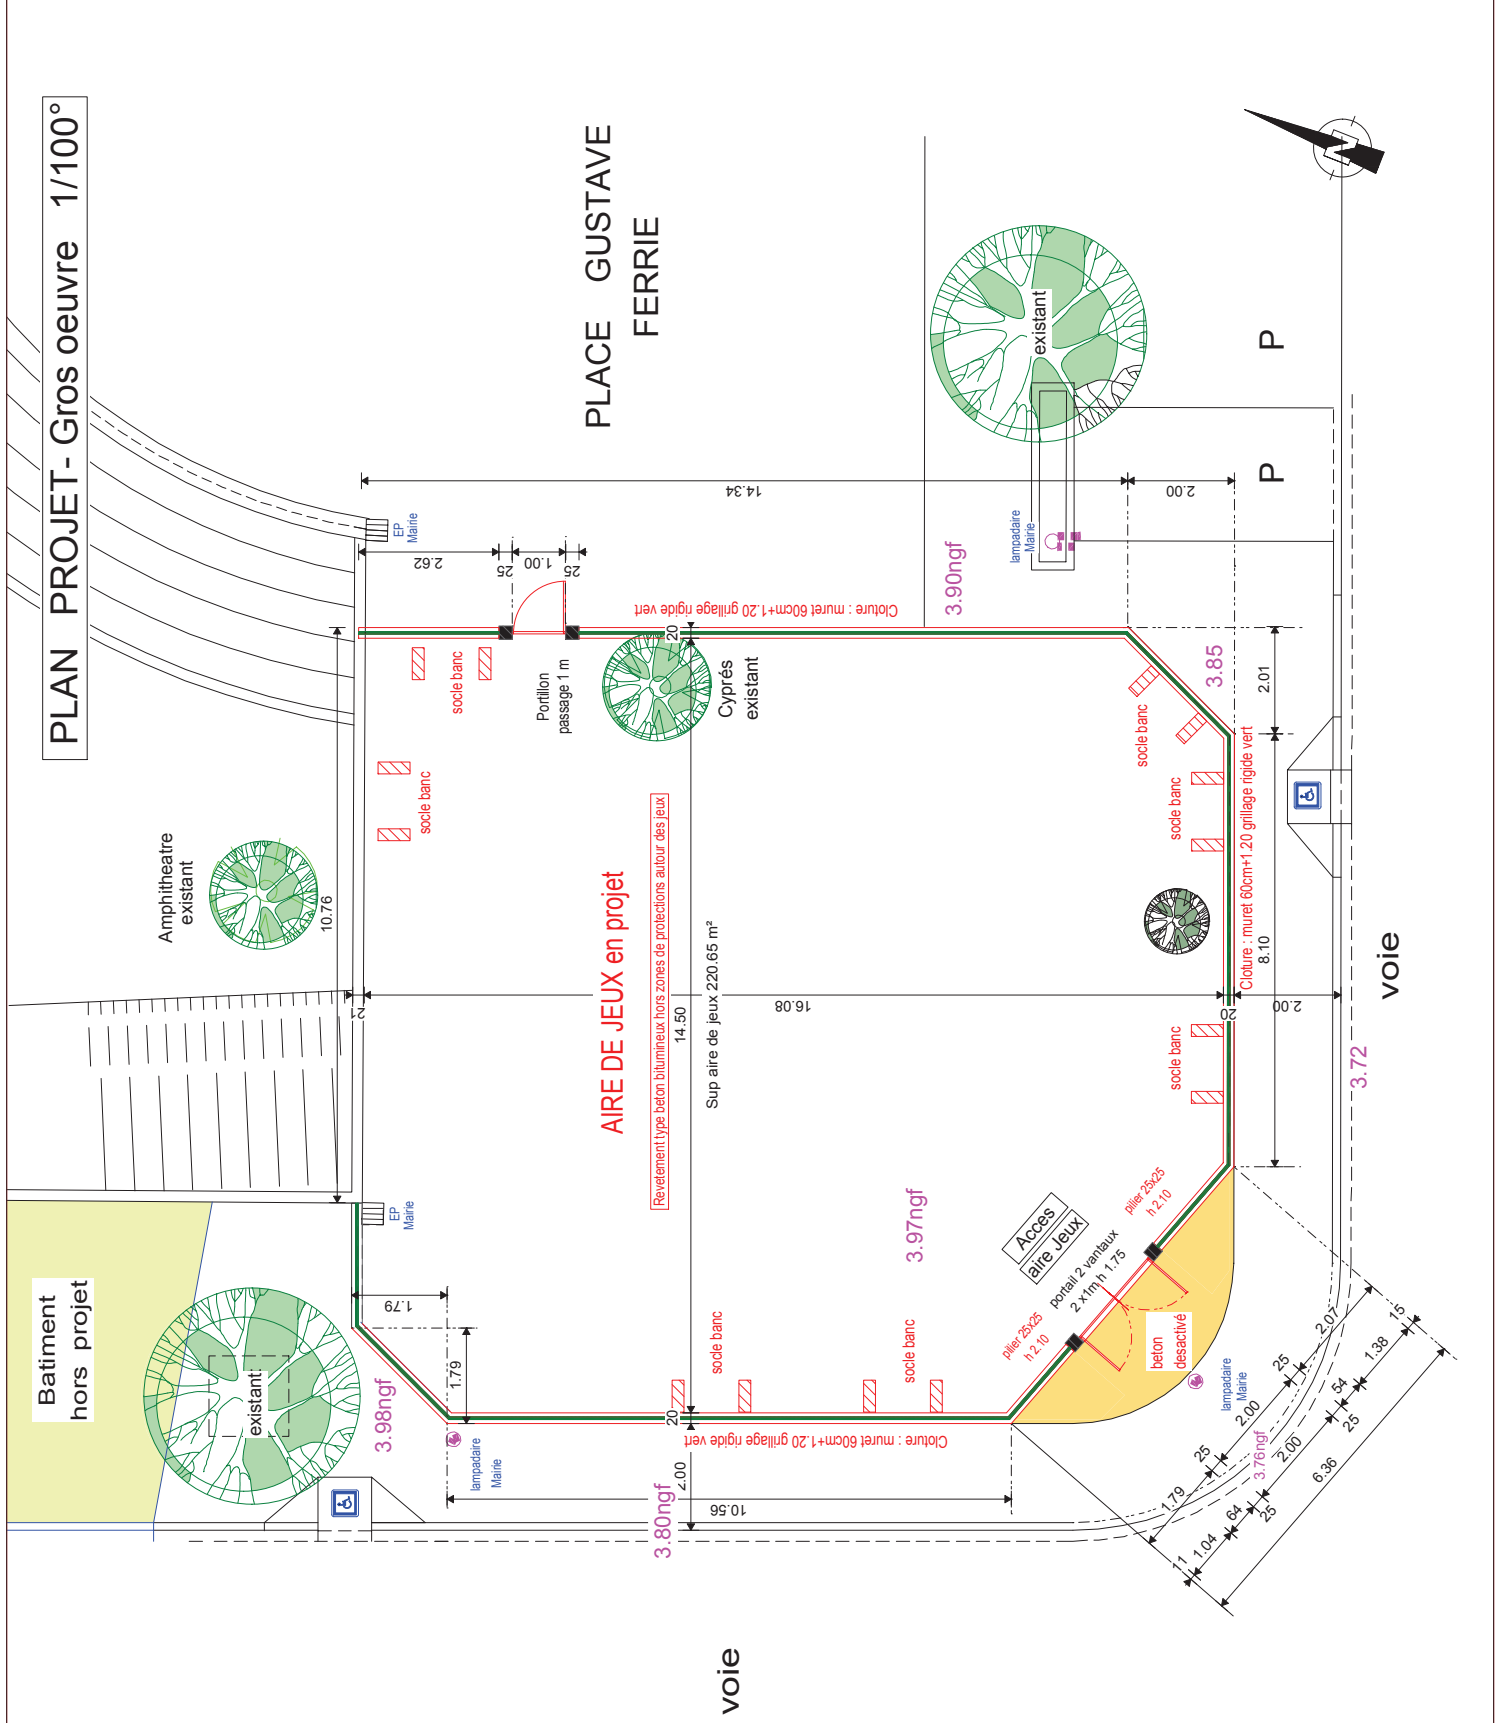 PLAN PROJET- Gros oeuvre 1/100°
PLACE GUSTAVE
FERRIE
Batiment
hors projet
existant
Amphitheatre
existant
10.76
EP
Mairie
EP
Mairie
2.62
25
1.00
25
14.34
2.00
Portillon
passage 1 m
Cyprés
existant
socle banc
socle banc
Cloture : muret 60cm+1.20 grillage rigide vert
20
3.90ngf
lampadaire
Mairie
existant
P
P
N
3.85
2.01
socle banc
socle banc
Cloture : muret 60cm+1.20 grillage rigide vert
8.10
AIRE DE JEUX en projet
Revetement type beton bitumineux hors zones de protections autour des jeux
14.50
Sup aire de jeux 220.65 m²
21
16.08
20
2.00
socle banc
3.72
voie
3.97ngf
Acces
aire Jeux
portail 2 vantaux
2 x1m h 1.75
pilier 25x25
h 2.10
pilier 25x25
h 2.10
beton
desactivé
lampadaire
Mairie
socle banc
socle banc
1.79
1.79
3.98ngf
lampadaire
Mairie
20
Cloture : muret 60cm+1.20 grillage rigide vert
2.00
10.56
3.80ngf
1.79
25
2.00
25
2.07
11
1.04
64
25
2.00
25
54
1.38
15
3.76ngf
6.36
voie